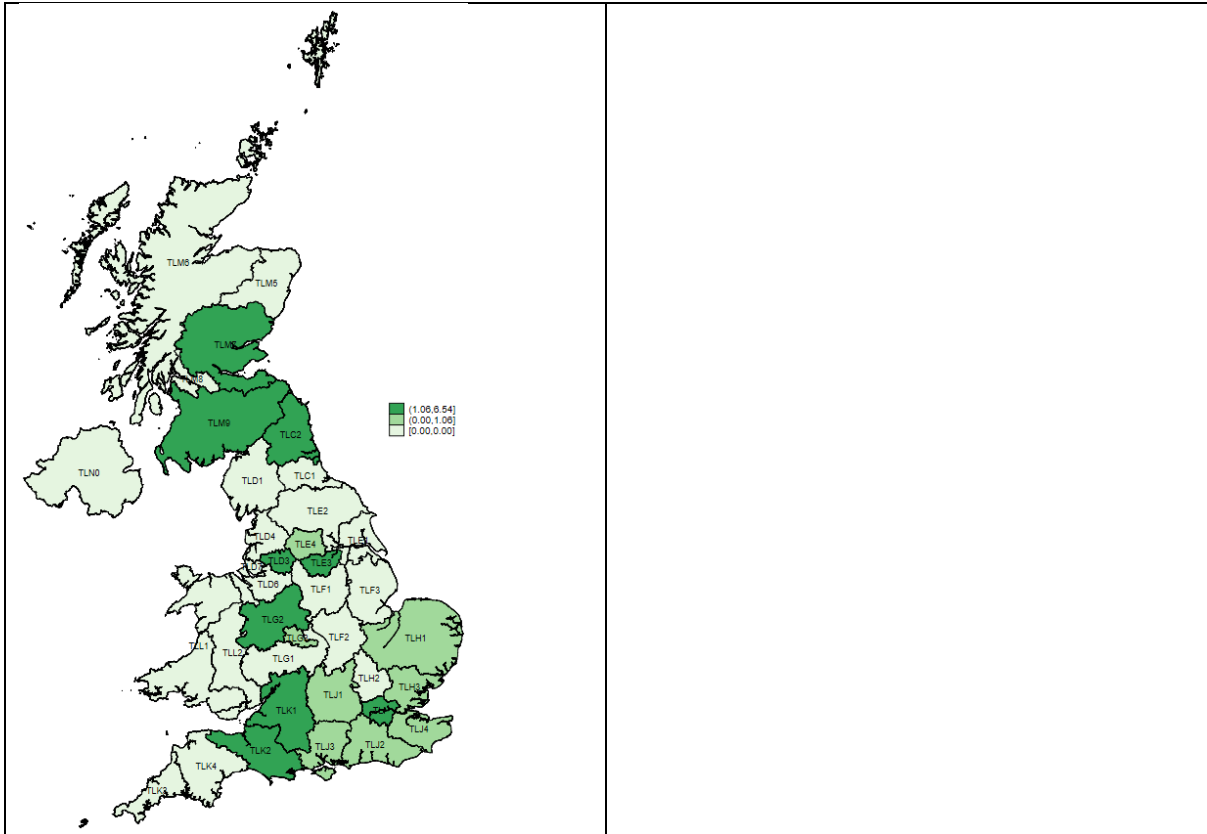 TLM6
TLM5
TLM9
TLC2
(1.06,6.54]
(0.00,1.06]
[0.00,0.00]
TLN0
TLD1
TLC1
TLE2
TLD4
TLE4
TLD3
TLE3
TLD6
TLF1
TLF3
TLG2
TLF2
TLH1
TLL1
TLL2
TLG1
TLH2
TLH3
TLJ1
TLK1
TLJ4
TLK2
TLJ3
TLJ2
TLK4
TLK3